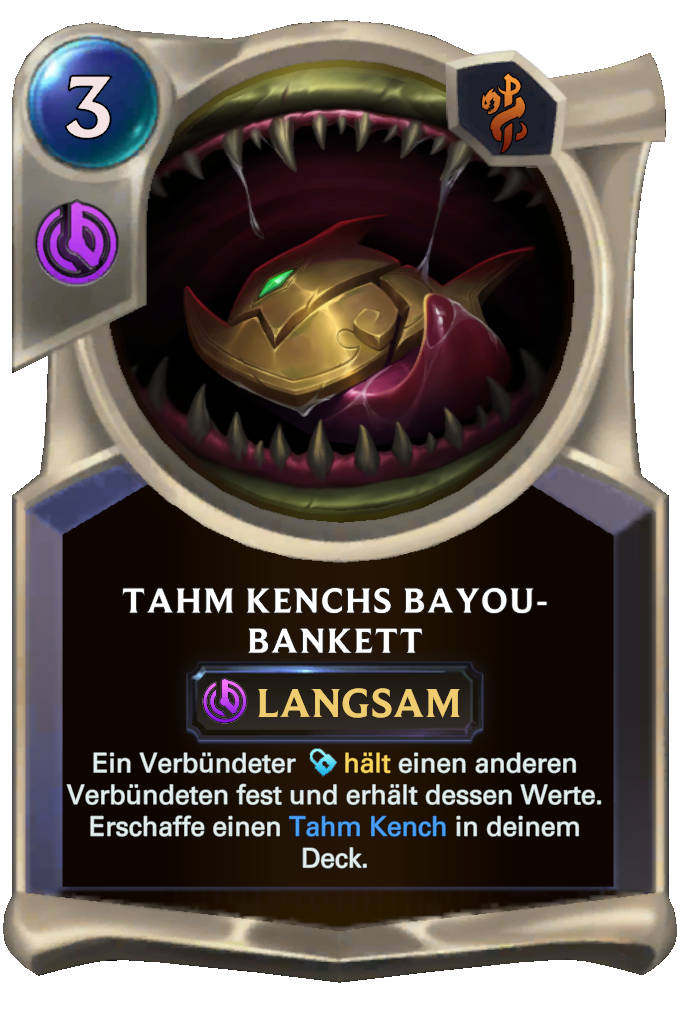 3
TAHM KENCHS BAYOU-
BANKETT
LANGSAM
Ein Verbündeter hält einen anderen
Verbündeten fest und erhält dessen Werte.
Erschaffe einen Tahm Kench in deinem
Deck.